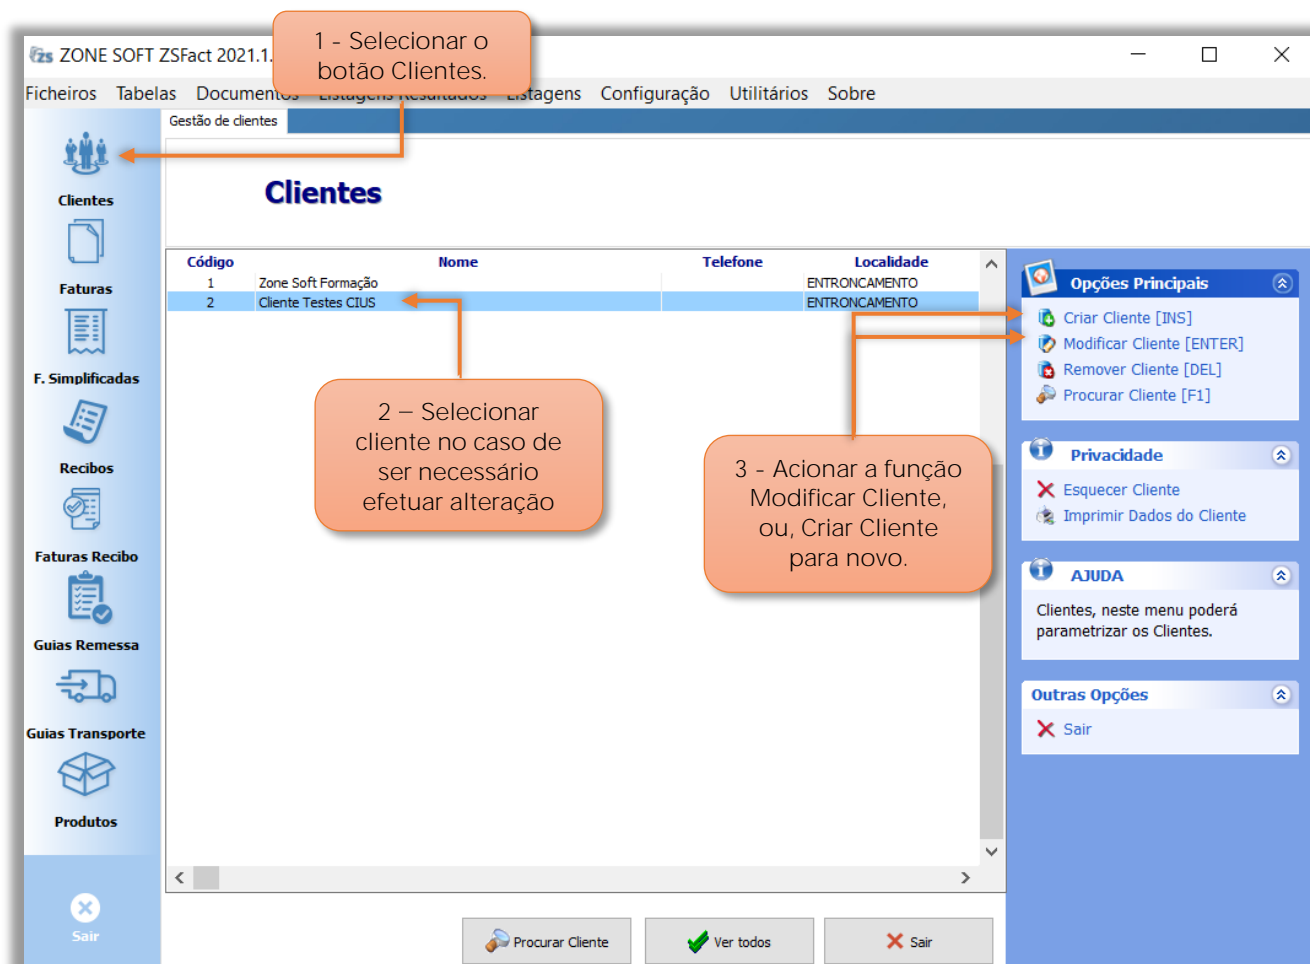 1 - Selecionar o
botão Clientes.
ZONE SOFT ZSFact 2021.1.
Ficheiros Tabelas Documentos Listagens Resultados Listagens Configuração Utilitários Sobre
Gestão de clientes
Clientes
Faturas
F. Simplificadas
Recibos
Faturas Recibo
Guias Remessa
Guias Transporte
Produtos
Sair
Clientes
Código Nome Telefone Localidade
1 Zone Soft Formação ENTRONCAMENTO
2 Cliente Testes CIUS ENTRONCAMENTO
2 – Selecionar
cliente no caso de
ser necessário
efetuar alteração
3 - Acionar a função
Modificar Cliente,
ou, Criar Cliente
para novo.
Opções Principais
Criar Cliente [INS]
Modificar Cliente [ENTER]
Remover Cliente [DEL]
Procurar Cliente [F1]
Privacidade
Esquecer Cliente
Imprimir Dados do Cliente
AJUDA
Clientes, neste menu poderá
parametrizar os Clientes.
Outras Opções
Sair
Procurar Cliente Ver todos Sair